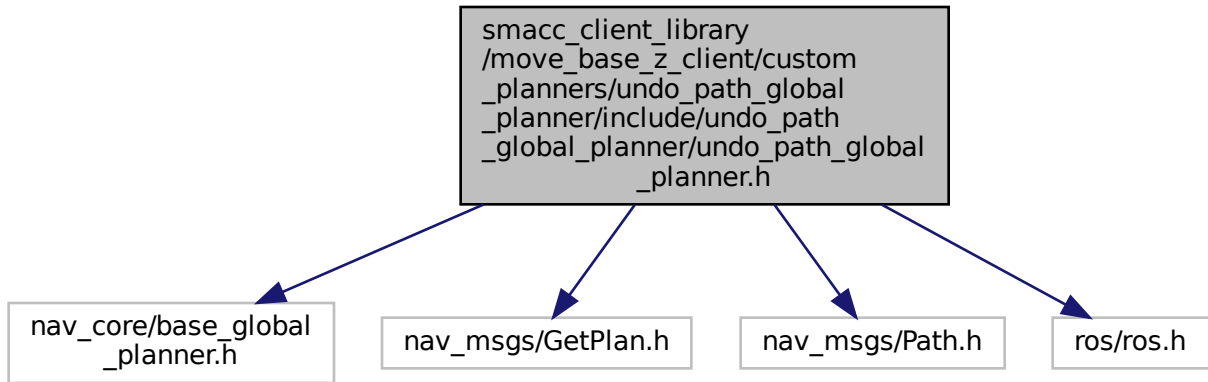 smacc_client_library
/move_base_z_client/custom
_planners/undo_path_global
_planner/include/undo_path
_global_planner/undo_path_global
_planner.h
nav_core/base_global
_planner.h
nav_msgs/GetPlan.h
nav_msgs/Path.h
ros/ros.h